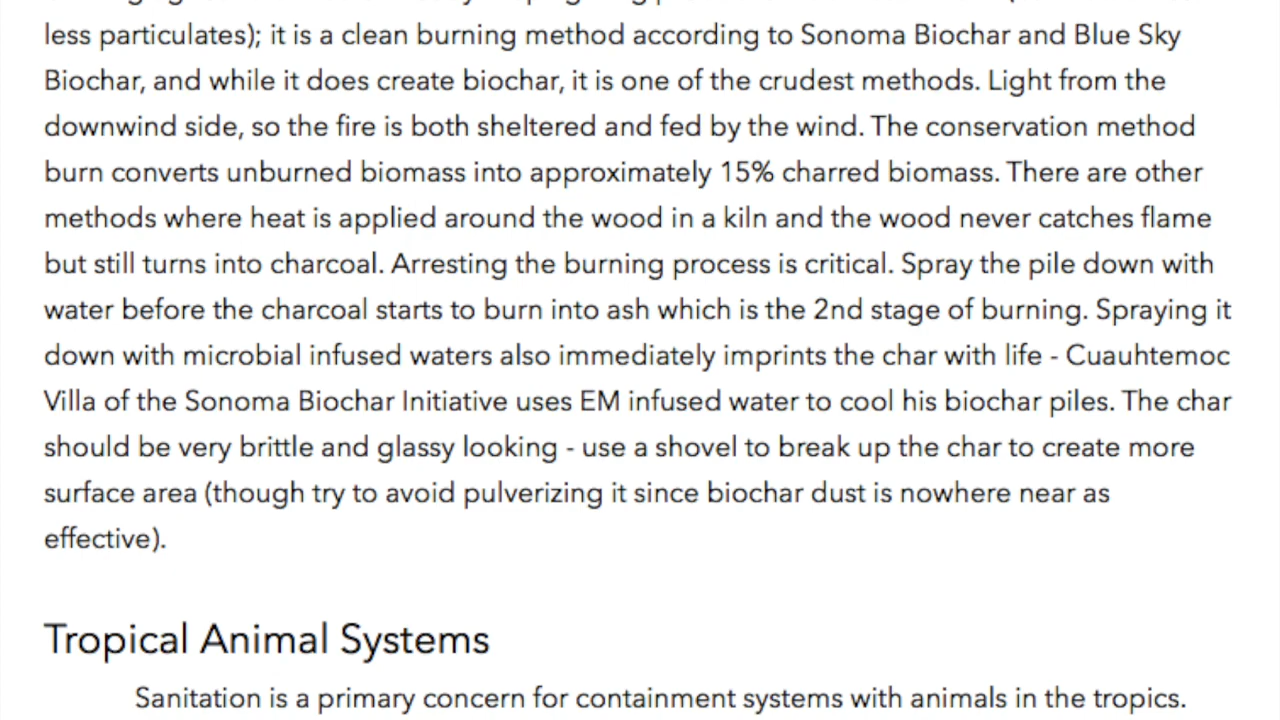 less particulates); it is a clean burning method according to Sonoma Biochar and Blue Sky
Biochar, and while it does create biochar, it is one of the crudest methods. Light from the
downwind side, so the fire is both sheltered and fed by the wind. The conservation method
burn converts unburned biomass into approximately 15% charred biomass. There are other
methods where heat is applied around the wood in a kiln and the wood never catches flame
but still turns into charcoal. Arresting the burning process is critical. Spray the pile down with
water before the charcoal starts to burn into ash which is the 2nd stage of burning. Spraying it
down with microbial infused waters also immediately imprints the char with life - Cuauhtemoc
Villa of the Sonoma Biochar Initiative uses EM infused water to cool his biochar piles. The char
should be very brittle and glassy looking - use a shovel to break up the char to create more
surface area (though try to avoid pulverizing it since biochar dust is nowhere near as
effective).
Tropical Animal Systems
Sanitation is a primary concern for containment systems with animals in the tropics.